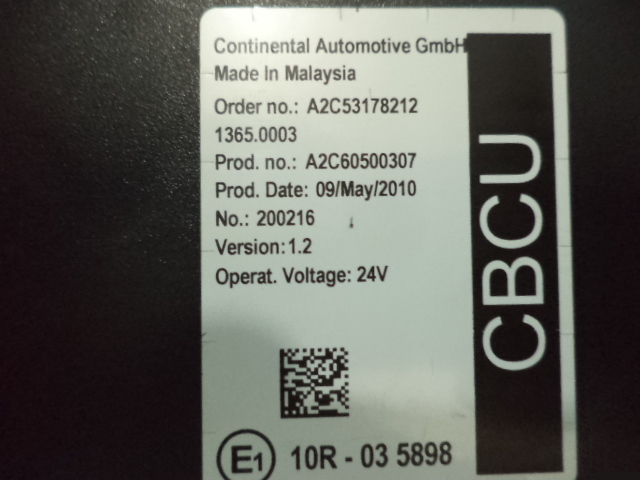 Continental Automotive GmbH
Made In Malaysia
Order no.: A2C53178212
1365.0003
Prod. no.: A2C60500307
Prod. Date: 09/May/2010
No.: 200216
Version:1.2
Operat. Voltage: 24V
E1 10R - 03 5898
CBCU